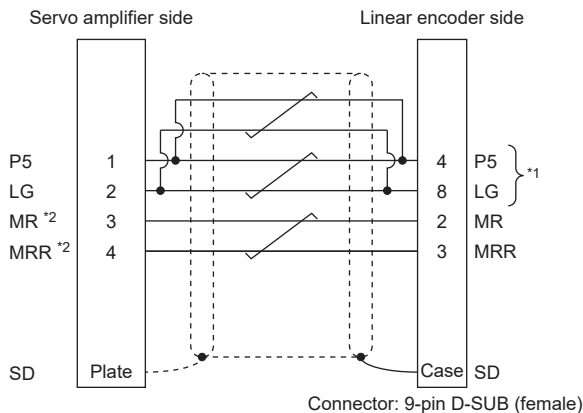 Servo amplifier side Linear encoder side
P5 1 4 P5
LG 2 8 LG
*1
MR *2 3 2 MR
MRR *2 4 3 MRR
SD Plate Case SD
Connector: 9-pin D-SUB (female)